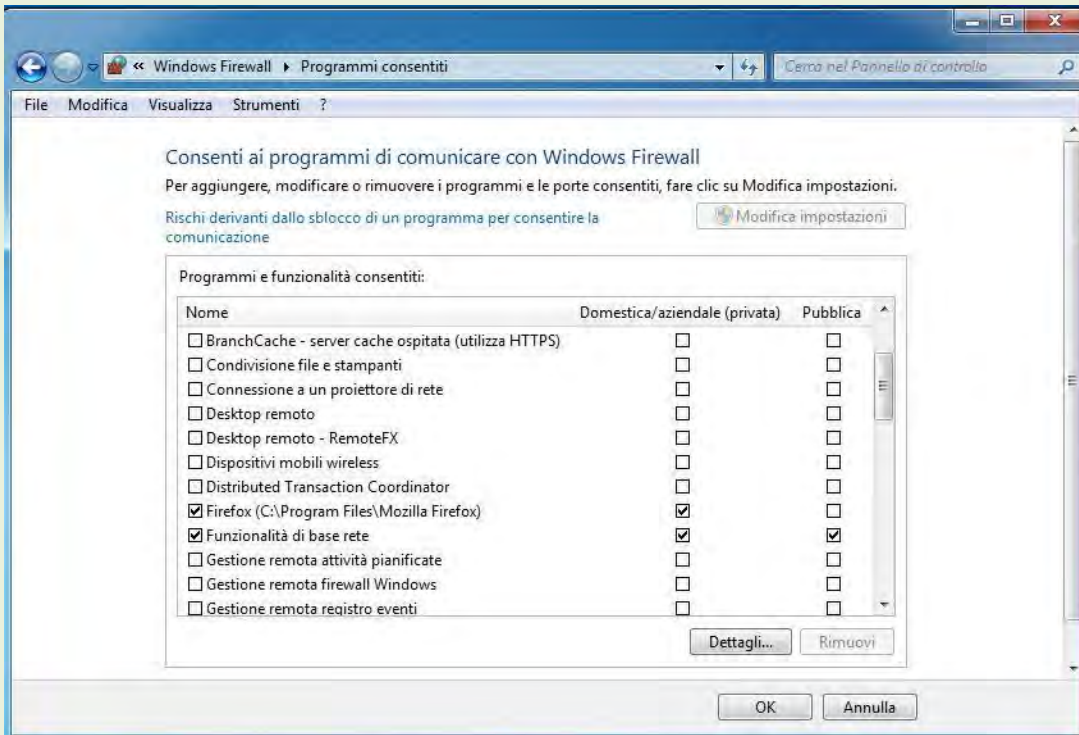 « Windows Firewall ▸ Programmi consentiti
Cerca nel Pannello di controllo
File Modifica Visualizza Strumenti ?
Consenti ai programmi di comunicare con Windows Firewall
Per aggiungere, modificare o rimuovere i programmi e le porte consentiti, fare clic su Modifica impostazioni.
Rischi derivanti dallo sblocco di un programma per consentire la
comunicazione
Modifica impostazioni
Programmi e funzionalità consentiti:
Nome Domestica/aziendale (privata) Pubblica
BranchCache - server cache ospitata (utilizza HTTPS)
Condivisione file e stampanti
Connessione a un proiettore di rete
Desktop remoto
Desktop remoto - RemoteFX
Dispositivi mobili wireless
Distributed Transaction Coordinator
Firefox (C:\Program Files\Mozilla Firefox)
Funzionalità di base rete
Gestione remota attività pianificate
Gestione remota firewall Windows
Gestione remota registro eventi
Dettagli... Rimuovi
OK Annulla